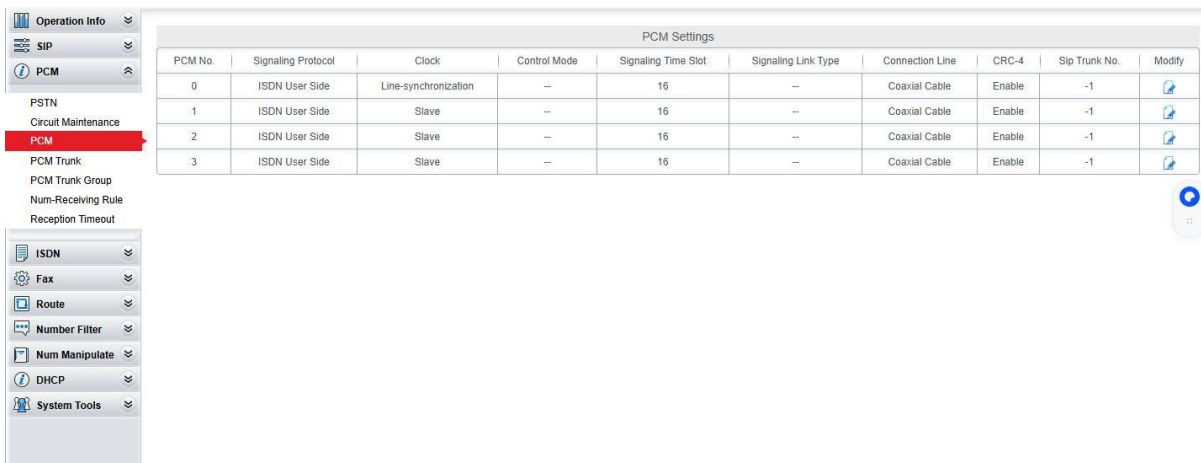 Operation Info
SIP
PCM
PSTN
Circuit Maintenance
PCM
PCM Trunk
PCM Trunk Group
Num-Receiving Rule
Reception Timeout
ISDN
Fax
Route
Number Filter
Num Manipulate
DHCP
System Tools
PCM Settings
PCM No. Signaling Protocol Clock Control Mode Signaling Time Slot Signaling Link Type Connection Line CRC-4 Sip Trunk No. Modify
0 ISDN User Side Line-synchronization -- 16 -- Coaxial Cable Enable -1
1 ISDN User Side Slave -- 16 -- Coaxial Cable Enable -1
2 ISDN User Side Slave -- 16 -- Coaxial Cable Enable -1
3 ISDN User Side Slave -- 16 -- Coaxial Cable Enable -1